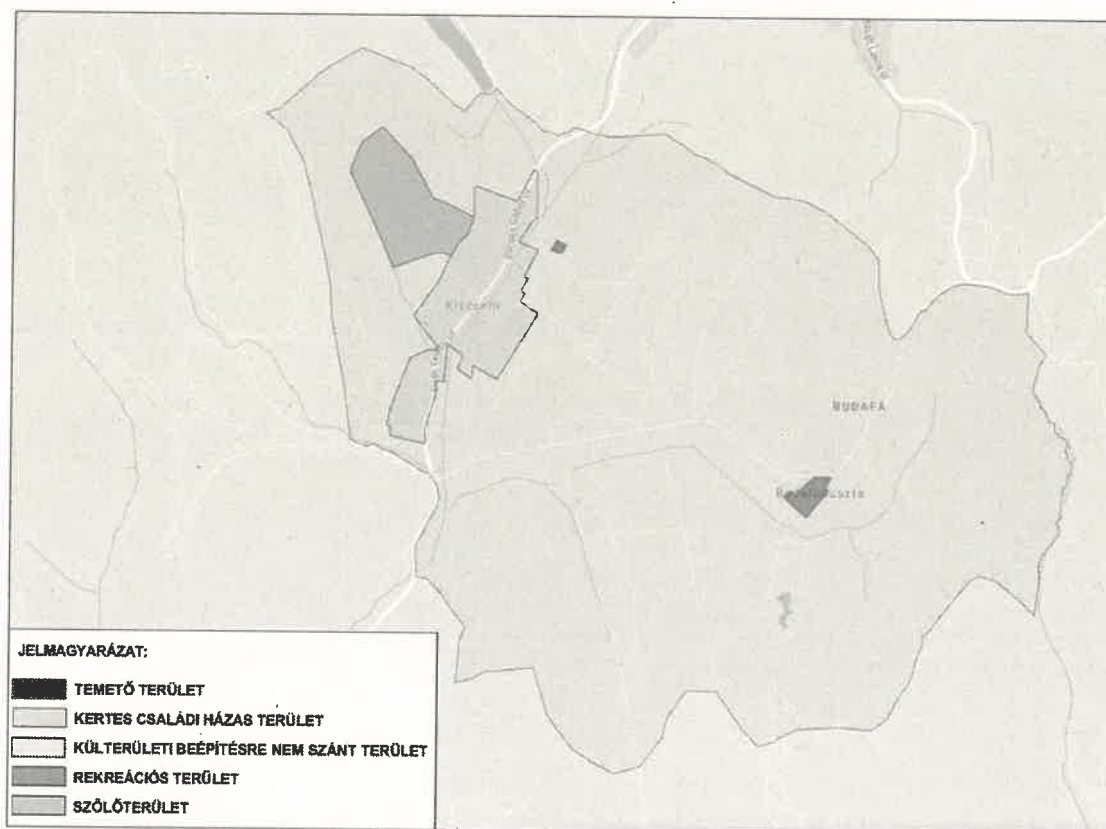 BUDAFA
JELMAGYARÁZAT:
TEMETŐ TERÜLET
KERTES CSALÁDI HÁZAS TERÜLET
KÜLTERÜLETI BEÉPÍTÉSRE NEM SZÁNT TERÜLET
REKREÁCIÓS TERÜLET
SZŐLŐTERÜLET